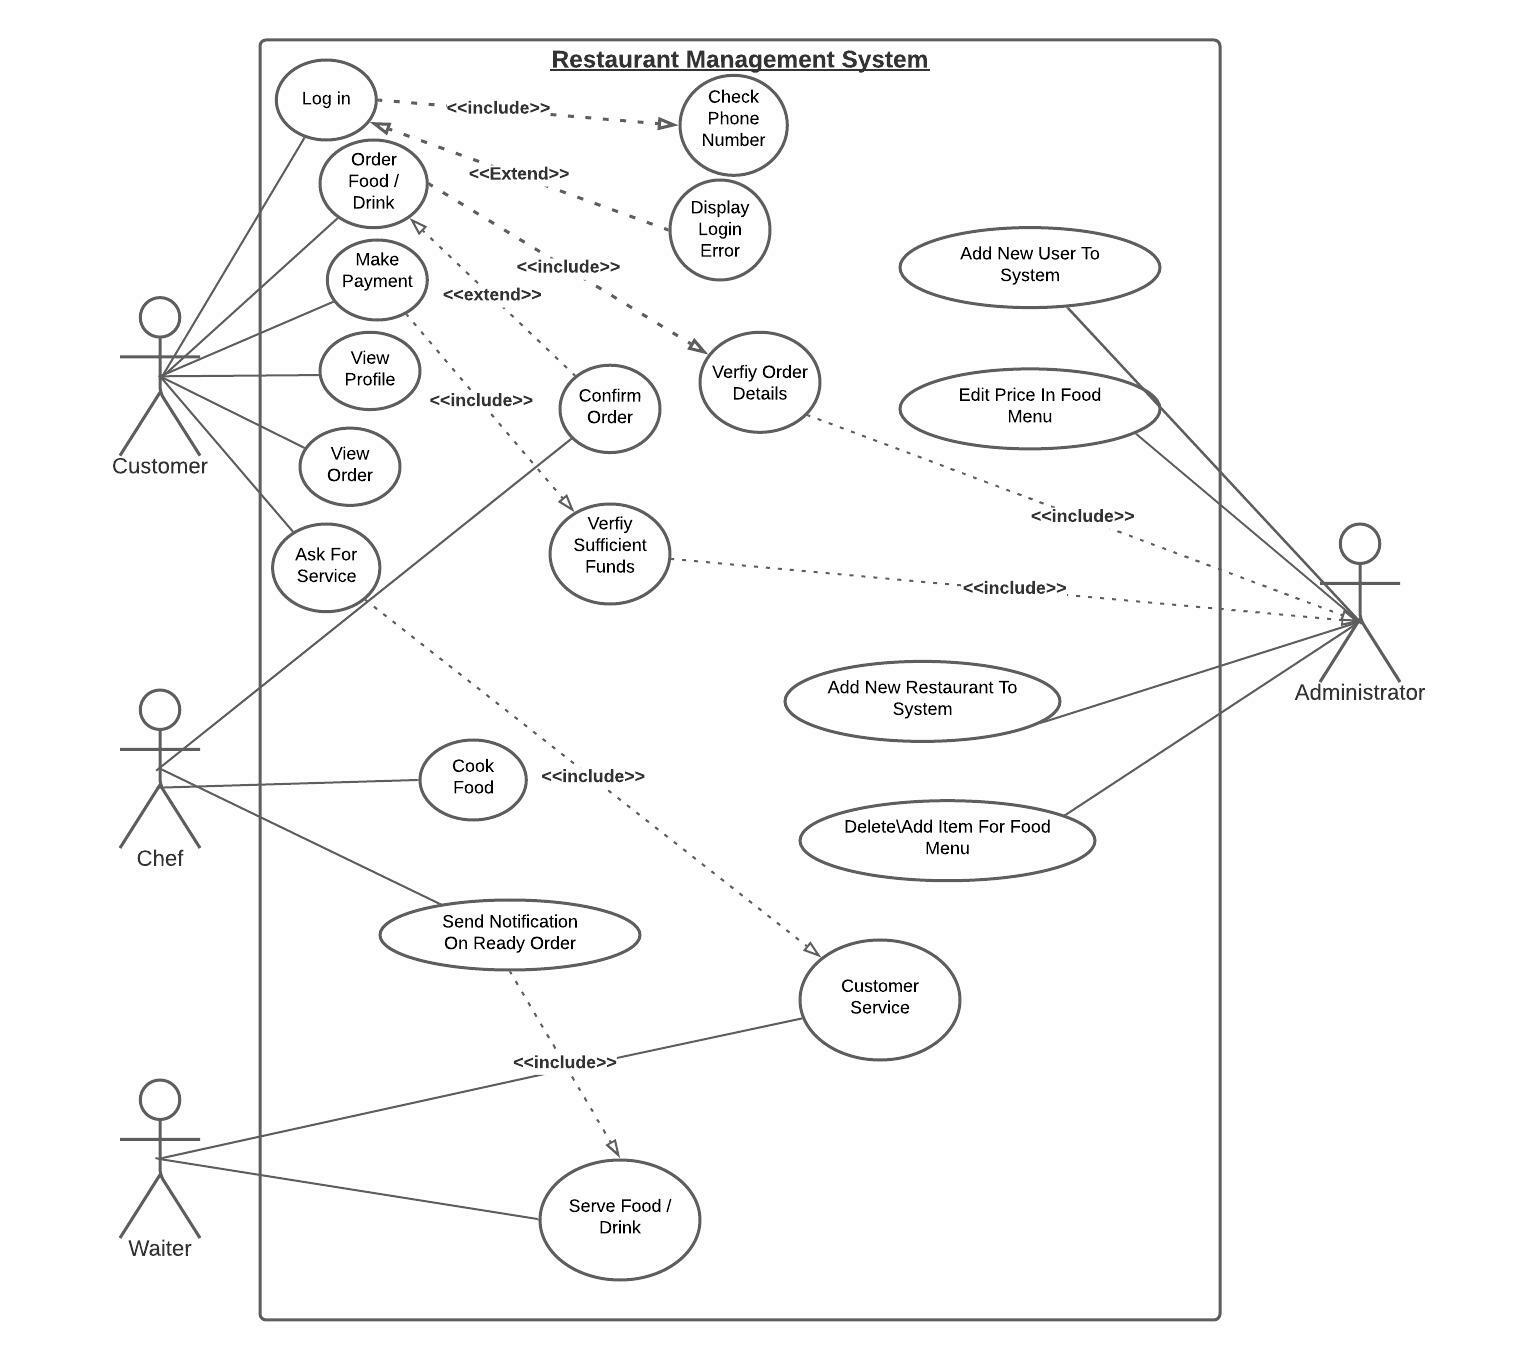 Restaurant Management System
Log in
<<include>>
Check
Phone
Number
Order
Food /
Drink
<<Extend>>
Display
Login
Error
Make
Payment
<<include>>
<<extend>>
Add New User To
System
View
Profile
<<include>>
Confirm
Order
Verfiy Order
Details
Edit Price In Food
Menu
Customer
View
Order
<<include>>
Ask For
Service
Verfiy
Sufficient
Funds
<<include>>
Administrator
Add New Restaurant To
System
Chef
Cook
Food
<<include>>
Delete\Add Item For Food
Menu
Send Notification
On Ready Order
Customer
Service
<<include>>
Waiter
Serve Food /
Drink